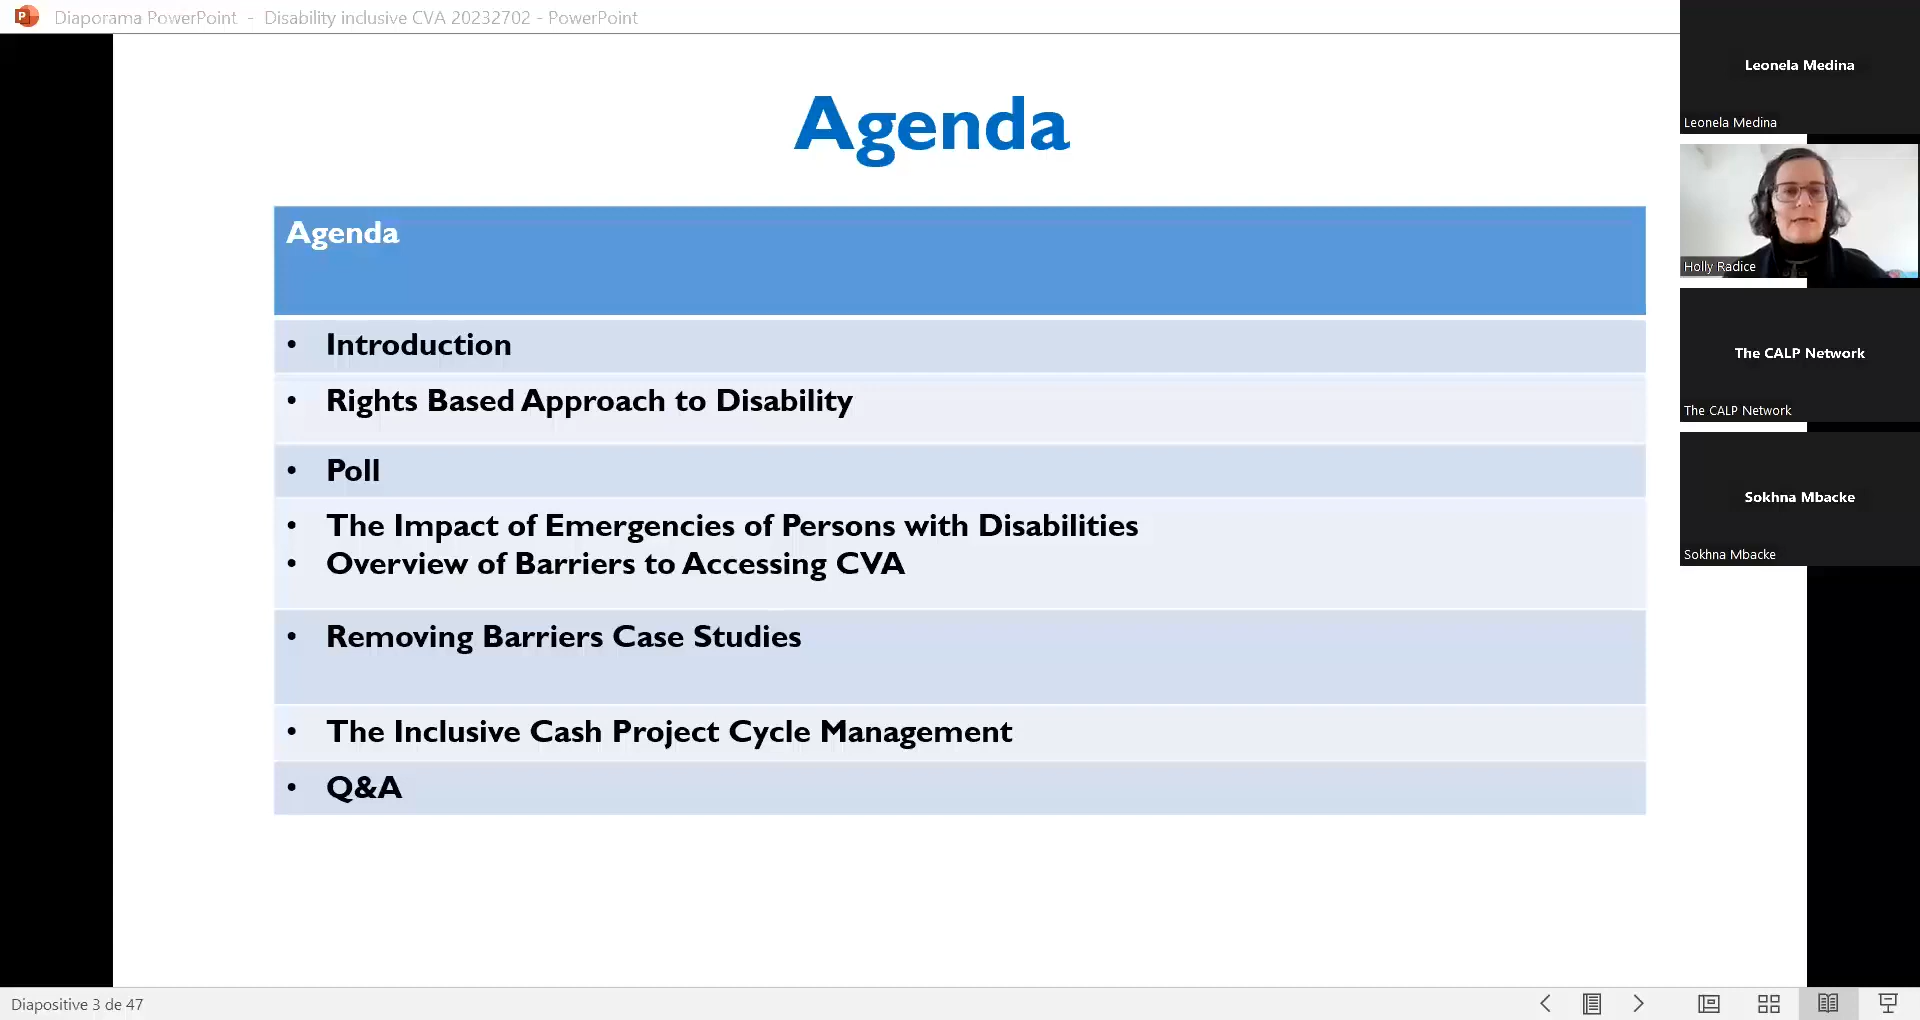 Diaporama PowerPoint - Disability inclusive CVA 20232702 - PowerPoint
Agenda
Agenda
• Introduction
• Rights Based Approach to Disability
• Poll
• The Impact of Emergencies of Persons with Disabilities
• Overview of Barriers to Accessing CVA
• Removing Barriers Case Studies
• The Inclusive Cash Project Cycle Management
• Q&A
Leonela Medina
Leonela Medina
Holly Radice
The CALP Network
The CALP Network
Sokhna Mbacke
Sokhna Mbacke
Diapositive 3 de 47